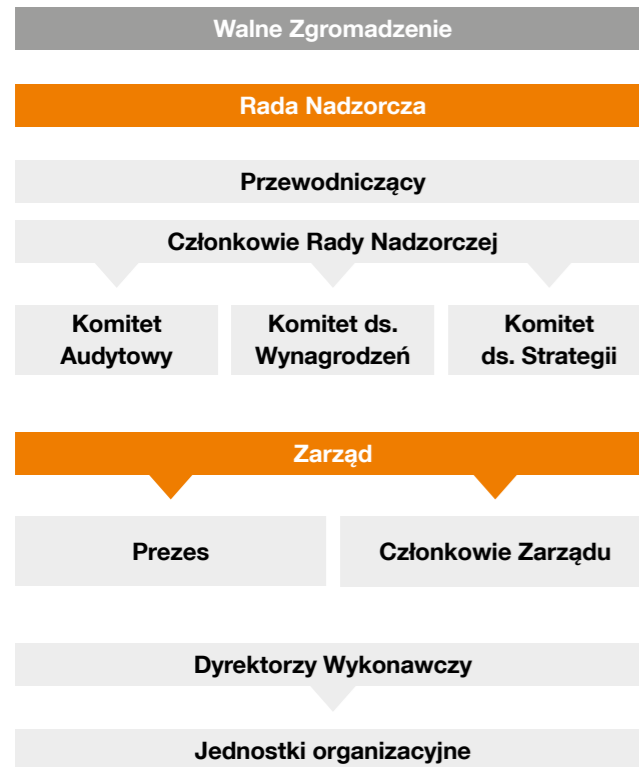 Walne Zgromadzenie
Rada Nadzorcza
Przewodniczący
Członkowie Rady Nadzorczej
Komitet
Audytowy
Komitet ds.
Wynagrodzeń
Komitet
ds. Strategii
Zarząd
Prezes
Członkowie Zarządu
Dyrektorzy Wykonawczy
Jednostki organizacyjne